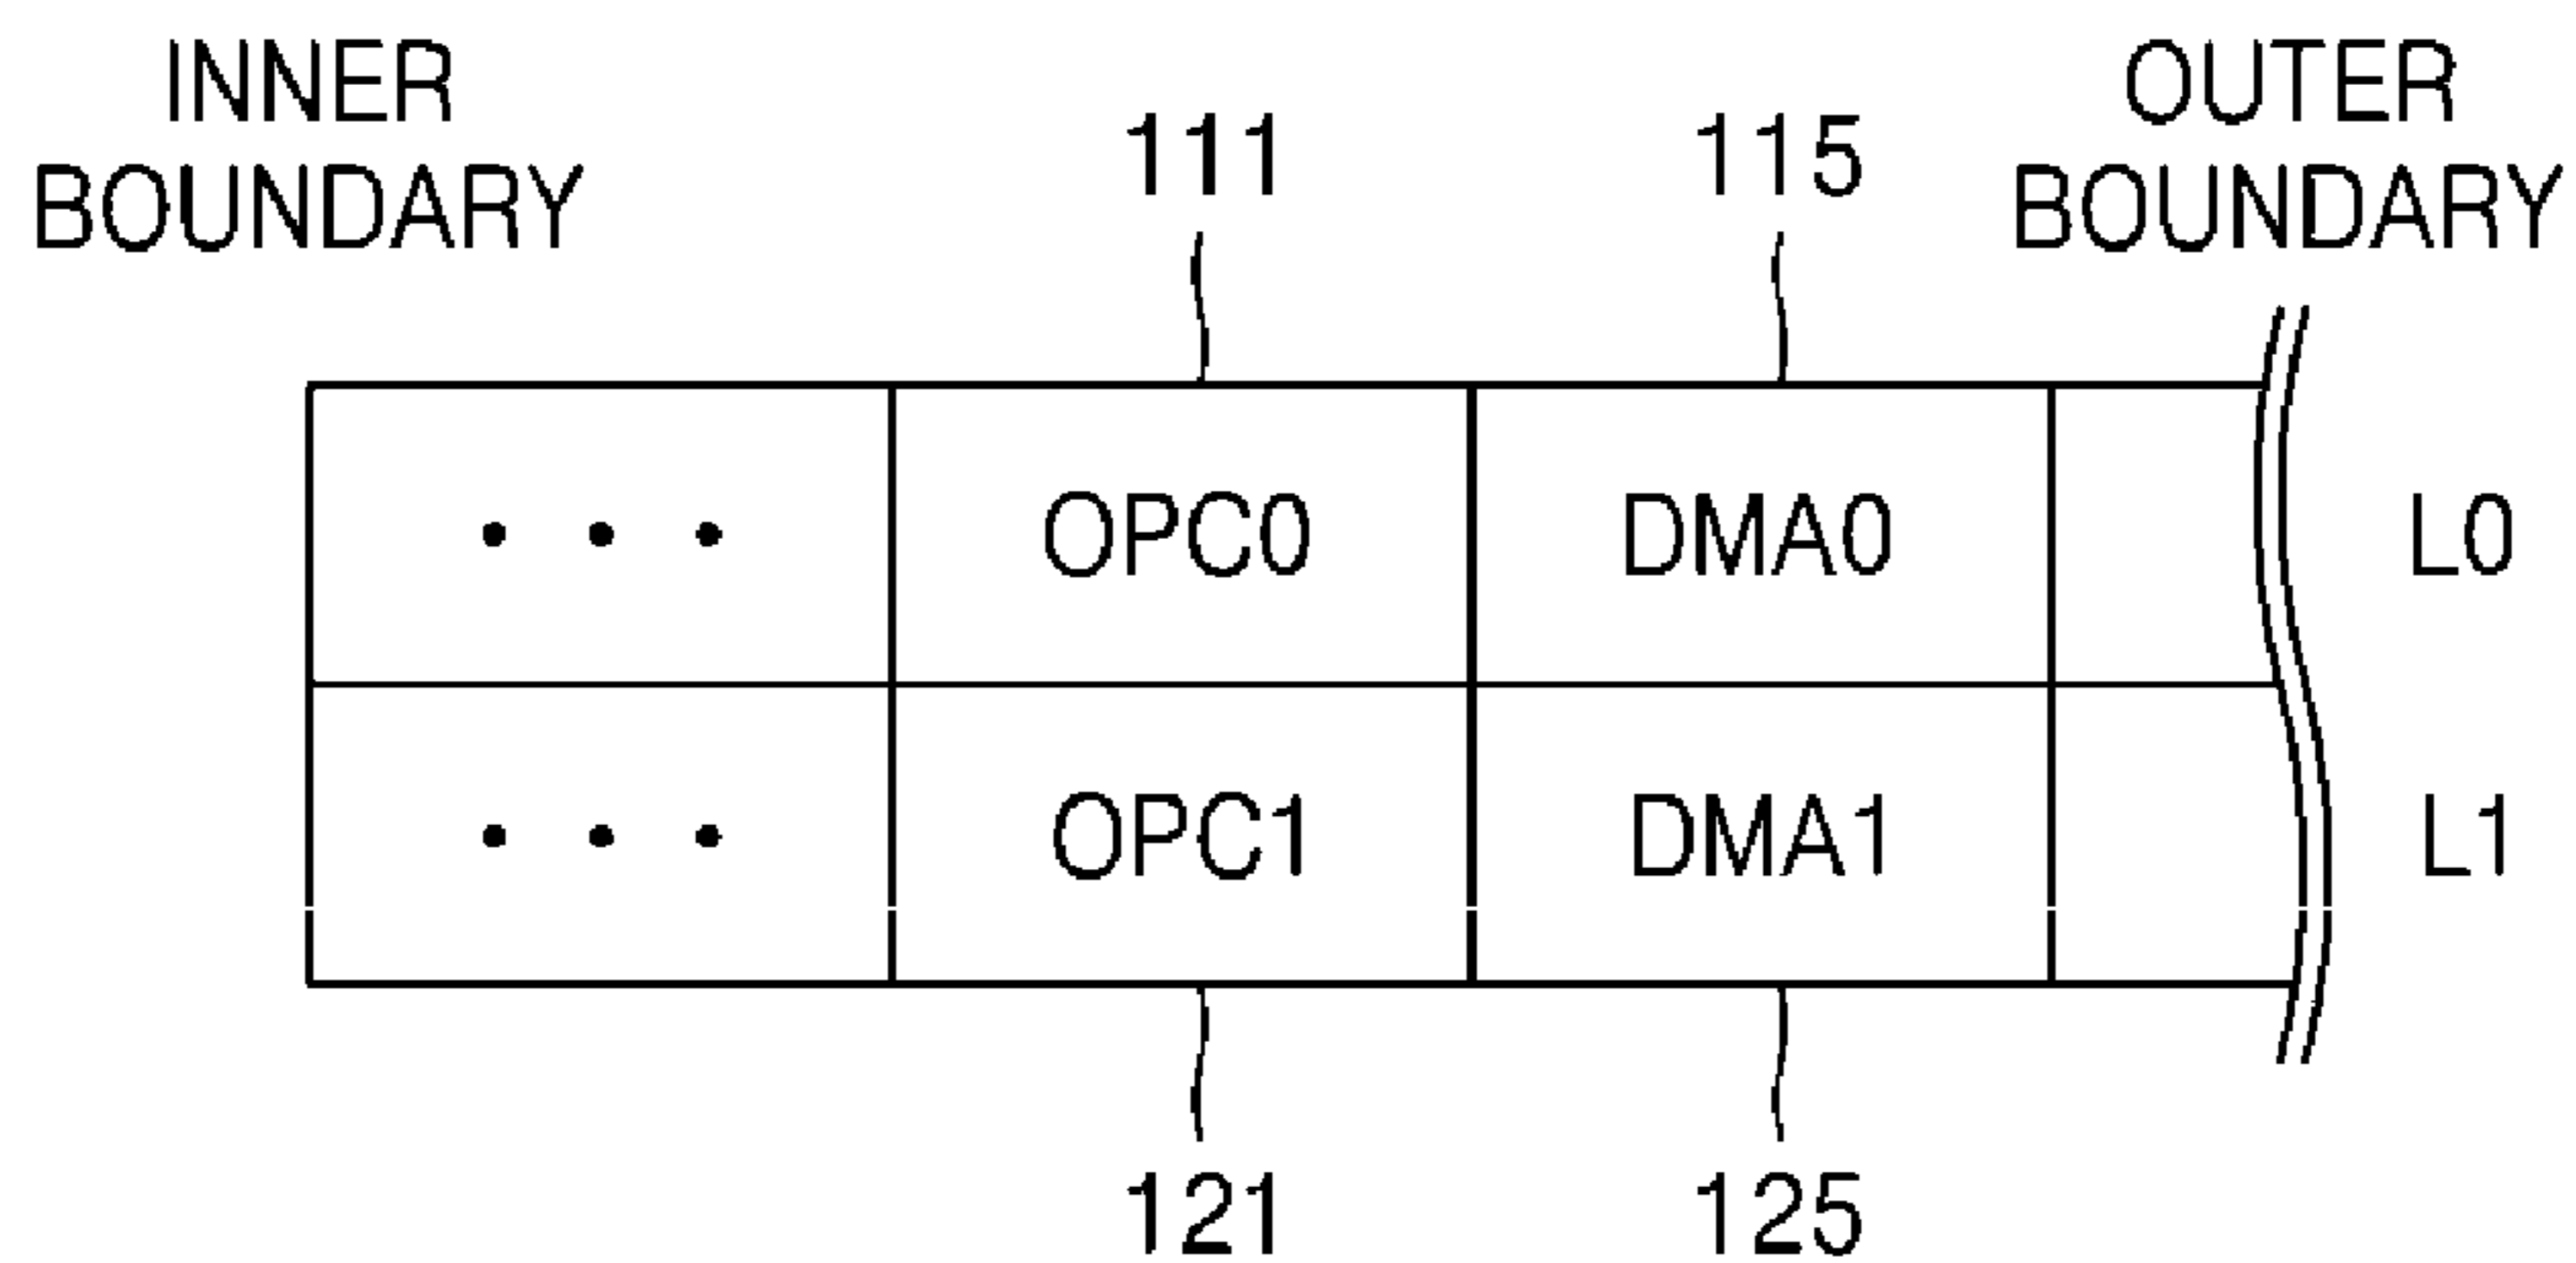 INNER
BOUNDARY
111
115
OUTER
BOUNDARY
• • •
OPC0
DMA0
L0
• • •
OPC1
DMA1
L1
121
125